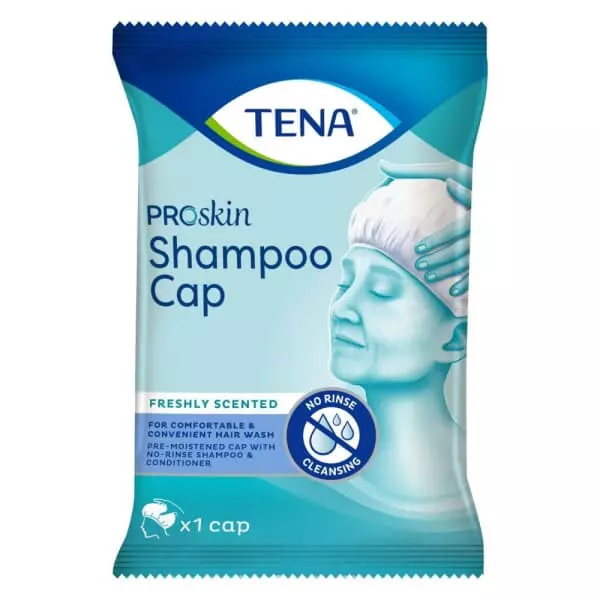 TENA®
PROskin
Shampoo
Cap
FRESHLY SCENTED
FOR COMFORTABLE &
CONVENIENT HAIR WASH
PRE-MOISTENED CAP WITH
NO-RINSE SHAMPOO &
CONDITIONER
NO RINSE
CLEANSING
x1 cap